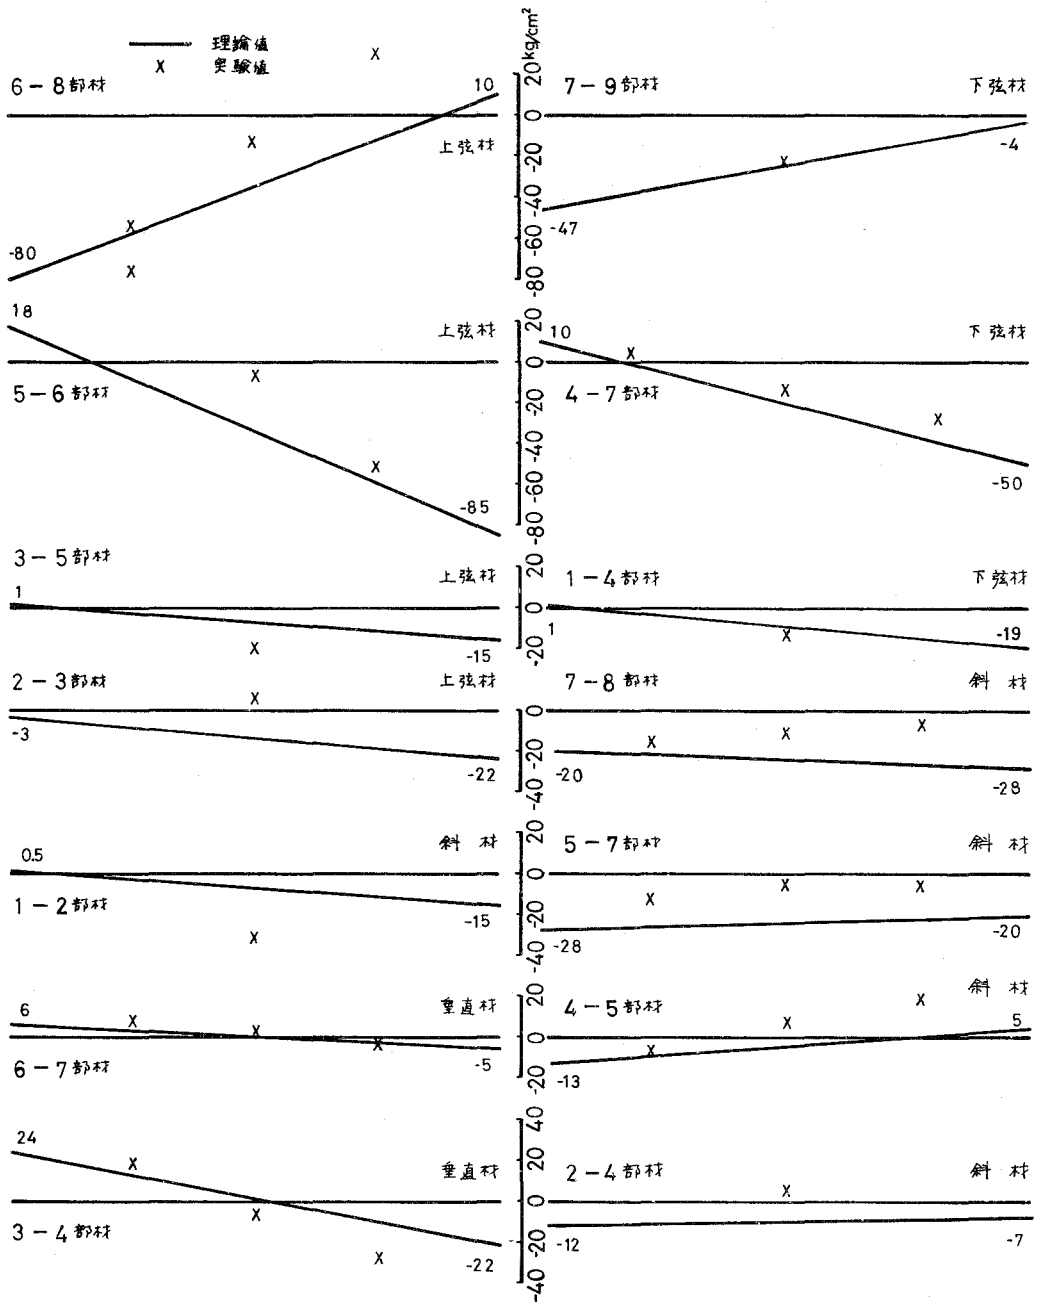 理論値
X 実験値
6-8部材
10
上弦材
-80
20kg/cm²
0
-20
-40
-60
-80
7-9部材
下弦材
-4
-47
18
上弦材
5-6部材
-85
20
0
-20
-40
-60
-80
10
下弦材
4-7部材
-50
3-5部材
上弦材
1
-15
20
0
-20
1-4部材
下弦材
1
-19
2-3部材
上弦材
-3
-22
0
-20
-40
7-8部材
斜材
-20
-28
0.5
斜材
1-2部材
-15
20
0
-20
-40
5-7部材
斜材
-28
-20
6
垂直材
6-7部材
-5
20
0
-20
4-5部材
斜材
5
-13
24
垂直材
3-4部材
-22
40
20
0
-20
-40
2-4部材
斜材
-12
-7